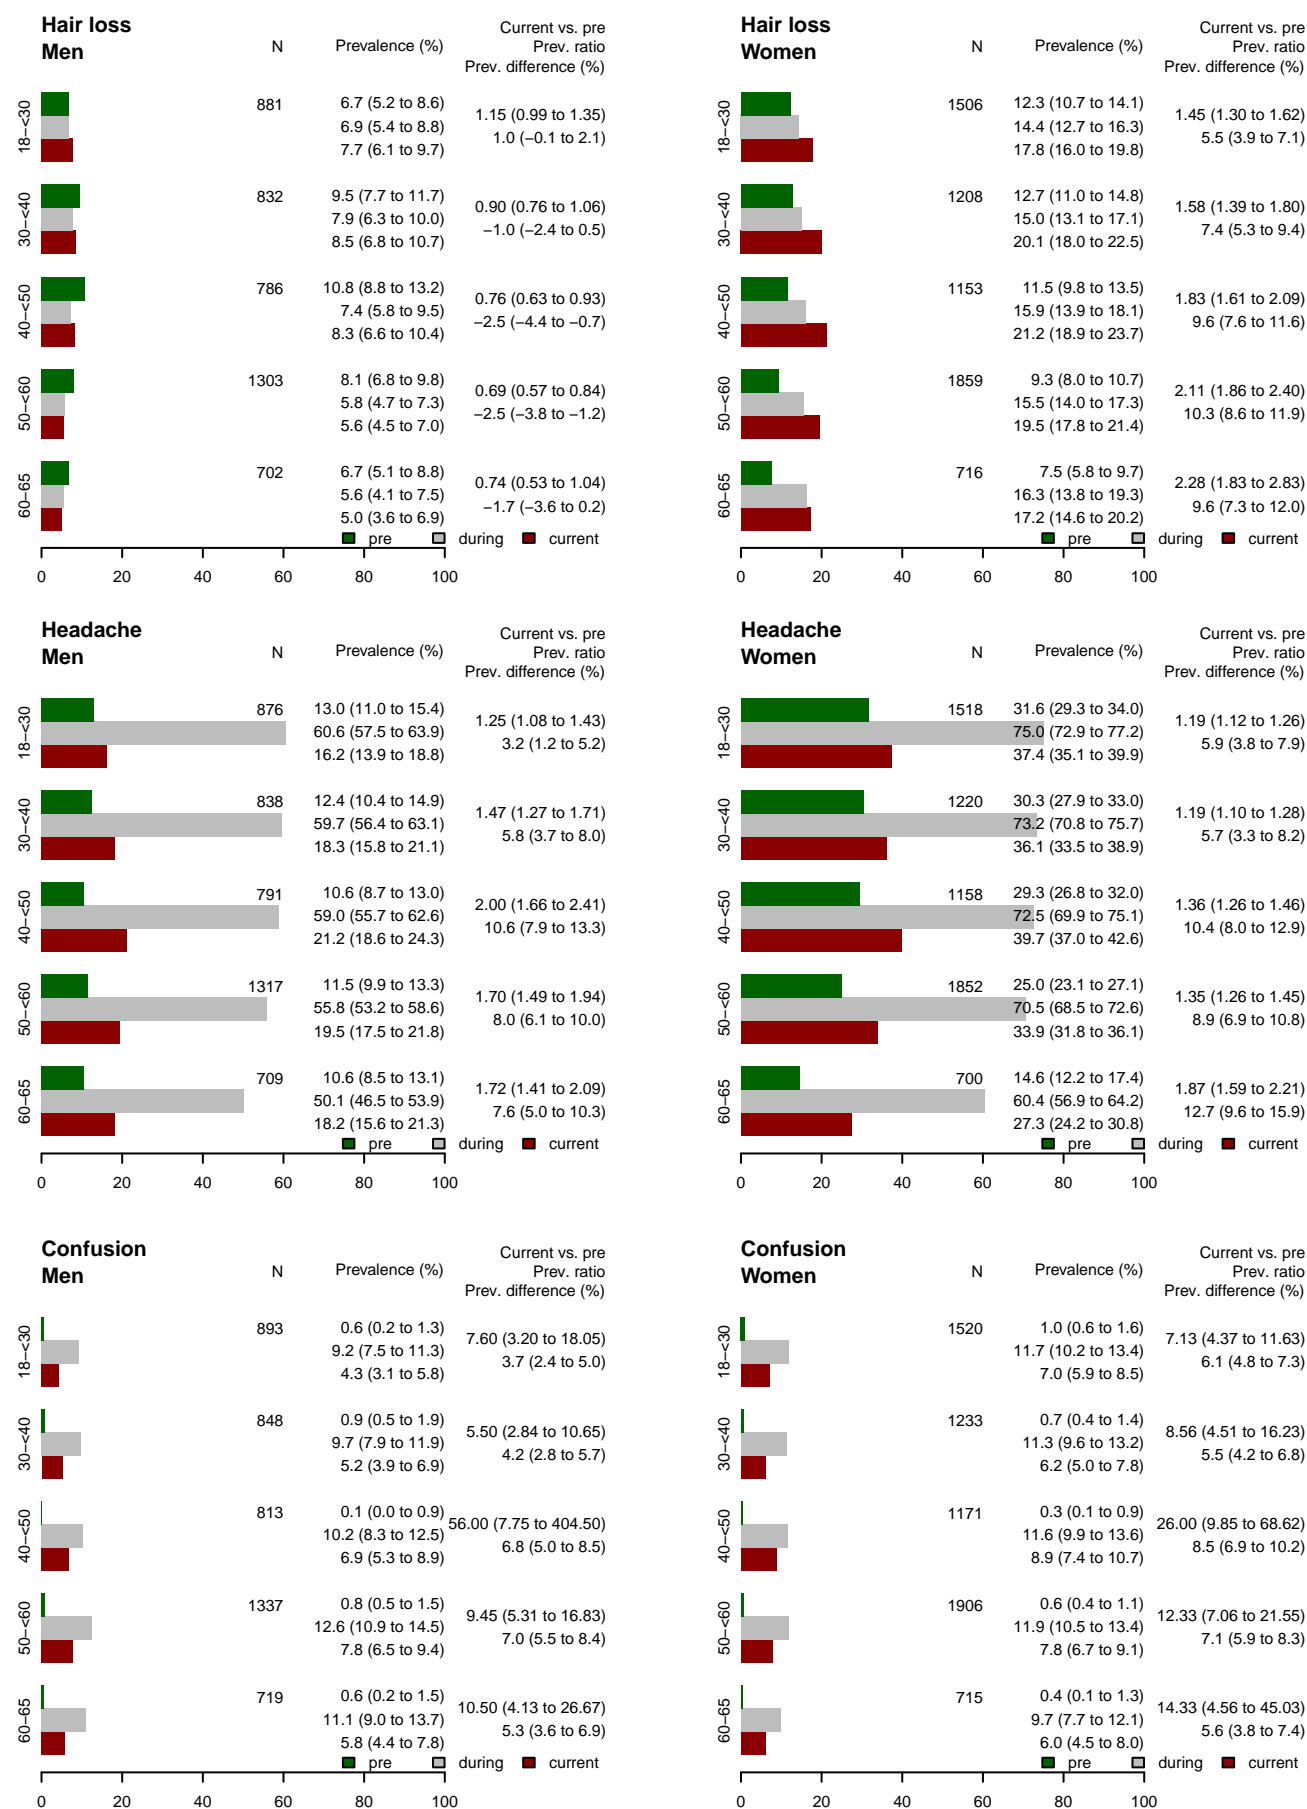 Hair loss
Men
N
Prevalence (%)
Current vs. pre
Prev. ratio
Prev. difference (%)
18−<30
881
6.7 (5.2 to 8.6)
6.9 (5.4 to 8.8)
7.7 (6.1 to 9.7)
1.15 (0.99 to 1.35)
1.0 (−0.1 to 2.1)
30−<40
832
9.5 (7.7 to 11.7)
7.9 (6.3 to 10.0)
8.5 (6.8 to 10.7)
0.90 (0.76 to 1.06)
−1.0 (−2.4 to 0.5)
40−<50
786
10.8 (8.8 to 13.2)
7.4 (5.8 to 9.5)
8.3 (6.6 to 10.4)
0.76 (0.63 to 0.93)
−2.5 (−4.4 to −0.7)
50−<60
1303
8.1 (6.8 to 9.8)
5.8 (4.7 to 7.3)
5.6 (4.5 to 7.0)
0.69 (0.57 to 0.84)
−2.5 (−3.8 to −1.2)
60−65
702
6.7 (5.1 to 8.8)
5.6 (4.1 to 7.5)
5.0 (3.6 to 6.9)
0.74 (0.53 to 1.04)
−1.7 (−3.6 to 0.2)
pre during current
0 20 40 60 80 100
Hair loss
Women
N
Prevalence (%)
Current vs. pre
Prev. ratio
Prev. difference (%)
18−<30
1506
12.3 (10.7 to 14.1)
14.4 (12.7 to 16.3)
17.8 (16.0 to 19.8)
1.45 (1.30 to 1.62)
5.5 (3.9 to 7.1)
30−<40
1208
12.7 (11.0 to 14.8)
15.0 (13.1 to 17.1)
20.1 (18.0 to 22.5)
1.58 (1.39 to 1.80)
7.4 (5.3 to 9.4)
40−<50
1153
11.5 (9.8 to 13.5)
15.9 (13.9 to 18.1)
21.2 (18.9 to 23.7)
1.83 (1.61 to 2.09)
9.6 (7.6 to 11.6)
50−<60
1859
9.3 (8.0 to 10.7)
15.5 (14.0 to 17.3)
19.5 (17.8 to 21.4)
2.11 (1.86 to 2.40)
10.3 (8.6 to 11.9)
60−65
716
7.5 (5.8 to 9.7)
16.3 (13.8 to 19.3)
17.2 (14.6 to 20.2)
2.28 (1.83 to 2.83)
9.6 (7.3 to 12.0)
pre during current
0 20 40 60 80 100
Headache
Men
N
Prevalence (%)
Current vs. pre
Prev. ratio
Prev. difference (%)
18−<30
876
13.0 (11.0 to 15.4)
60.6 (57.5 to 63.9)
16.2 (13.9 to 18.8)
1.25 (1.08 to 1.43)
3.2 (1.2 to 5.2)
30−<40
838
12.4 (10.4 to 14.9)
59.7 (56.4 to 63.1)
18.3 (15.8 to 21.1)
1.47 (1.27 to 1.71)
5.8 (3.7 to 8.0)
40−<50
791
10.6 (8.7 to 13.0)
59.0 (55.7 to 62.6)
21.2 (18.6 to 24.3)
2.00 (1.66 to 2.41)
10.6 (7.9 to 13.3)
50−<60
1317
11.5 (9.9 to 13.3)
55.8 (53.2 to 58.6)
19.5 (17.5 to 21.8)
1.70 (1.49 to 1.94)
8.0 (6.1 to 10.0)
60−65
709
10.6 (8.5 to 13.1)
50.1 (46.5 to 53.9)
18.2 (15.6 to 21.3)
1.72 (1.41 to 2.09)
7.6 (5.0 to 10.3)
pre during current
0 20 40 60 80 100
Headache
Women
N
Prevalence (%)
Current vs. pre
Prev. ratio
Prev. difference (%)
18−<30
1518
31.6 (29.3 to 34.0)
75.0 (72.9 to 77.2)
37.4 (35.1 to 39.9)
1.19 (1.12 to 1.26)
5.9 (3.8 to 7.9)
30−<40
1220
30.3 (27.9 to 33.0)
73.2 (70.8 to 75.7)
36.1 (33.5 to 38.9)
1.19 (1.10 to 1.28)
5.7 (3.3 to 8.2)
40−<50
1158
29.3 (26.8 to 32.0)
72.5 (69.9 to 75.1)
39.7 (37.0 to 42.6)
1.36 (1.26 to 1.46)
10.4 (8.0 to 12.9)
50−<60
1852
25.0 (23.1 to 27.1)
70.5 (68.5 to 72.6)
33.9 (31.8 to 36.1)
1.35 (1.26 to 1.45)
8.9 (6.9 to 10.8)
60−65
700
14.6 (12.2 to 17.4)
60.4 (56.9 to 64.2)
27.3 (24.2 to 30.8)
1.87 (1.59 to 2.21)
12.7 (9.6 to 15.9)
pre during current
0 20 40 60 80 100
Confusion
Men
N
Prevalence (%)
Current vs. pre
Prev. ratio
Prev. difference (%)
18−<30
893
0.6 (0.2 to 1.3)
9.2 (7.5 to 11.3)
4.3 (3.1 to 5.8)
7.60 (3.20 to 18.05)
3.7 (2.4 to 5.0)
30−<40
848
0.9 (0.5 to 1.9)
9.7 (7.9 to 11.9)
5.2 (3.9 to 6.9)
5.50 (2.84 to 10.65)
4.2 (2.8 to 5.7)
40−<50
813
0.1 (0.0 to 0.9)
10.2 (8.3 to 12.5)
6.9 (5.3 to 8.9)
56.00 (7.75 to 404.50)
6.8 (5.0 to 8.5)
50−<60
1337
0.8 (0.5 to 1.5)
12.6 (10.9 to 14.5)
7.8 (6.5 to 9.4)
9.45 (5.31 to 16.83)
7.0 (5.5 to 8.4)
60−65
719
0.6 (0.2 to 1.5)
11.1 (9.0 to 13.7)
5.8 (4.4 to 7.8)
10.50 (4.13 to 26.67)
5.3 (3.6 to 6.9)
pre during current
0 20 40 60 80 100
Confusion
Women
N
Prevalence (%)
Current vs. pre
Prev. ratio
Prev. difference (%)
18−<30
1520
1.0 (0.6 to 1.6)
11.7 (10.2 to 13.4)
7.0 (5.9 to 8.5)
7.13 (4.37 to 11.63)
6.1 (4.8 to 7.3)
30−<40
1233
0.7 (0.4 to 1.4)
11.3 (9.6 to 13.2)
6.2 (5.0 to 7.8)
8.56 (4.51 to 16.23)
5.5 (4.2 to 6.8)
40−<50
1171
0.3 (0.1 to 0.9)
11.6 (9.9 to 13.6)
8.9 (7.4 to 10.7)
26.00 (9.85 to 68.62)
8.5 (6.9 to 10.2)
50−<60
1906
0.6 (0.4 to 1.1)
11.9 (10.5 to 13.4)
7.8 (6.7 to 9.1)
12.33 (7.06 to 21.55)
7.1 (5.9 to 8.3)
60−65
715
0.4 (0.1 to 1.3)
9.7 (7.7 to 12.1)
6.0 (4.5 to 8.0)
14.33 (4.56 to 45.03)
5.6 (3.8 to 7.4)
pre during current
0 20 40 60 80 100